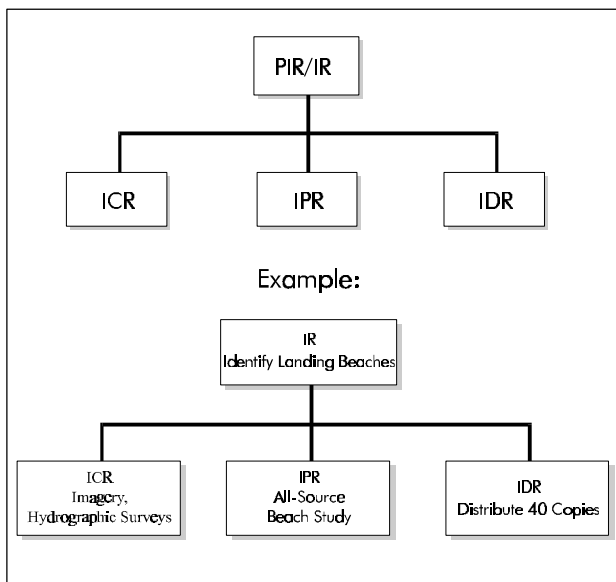 PIR/IR
ICR
IPR
IDR
Example:
IR
Identify Landing Beaches
ICR
Imagery,
Hydrographic Surveys
IPR
All-Source
Beach Study
IDR
Distribute 40 Copies